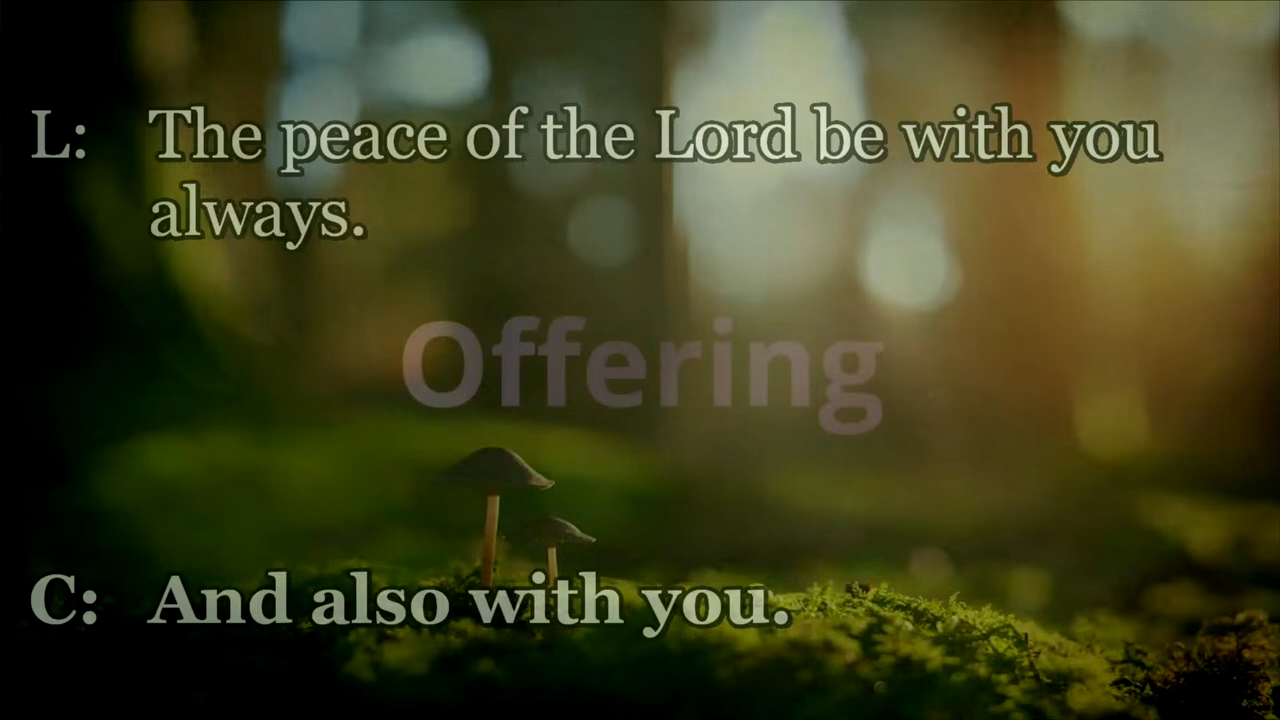 L: The peace of the Lord be with you
always.
Offering
C: And also with you.